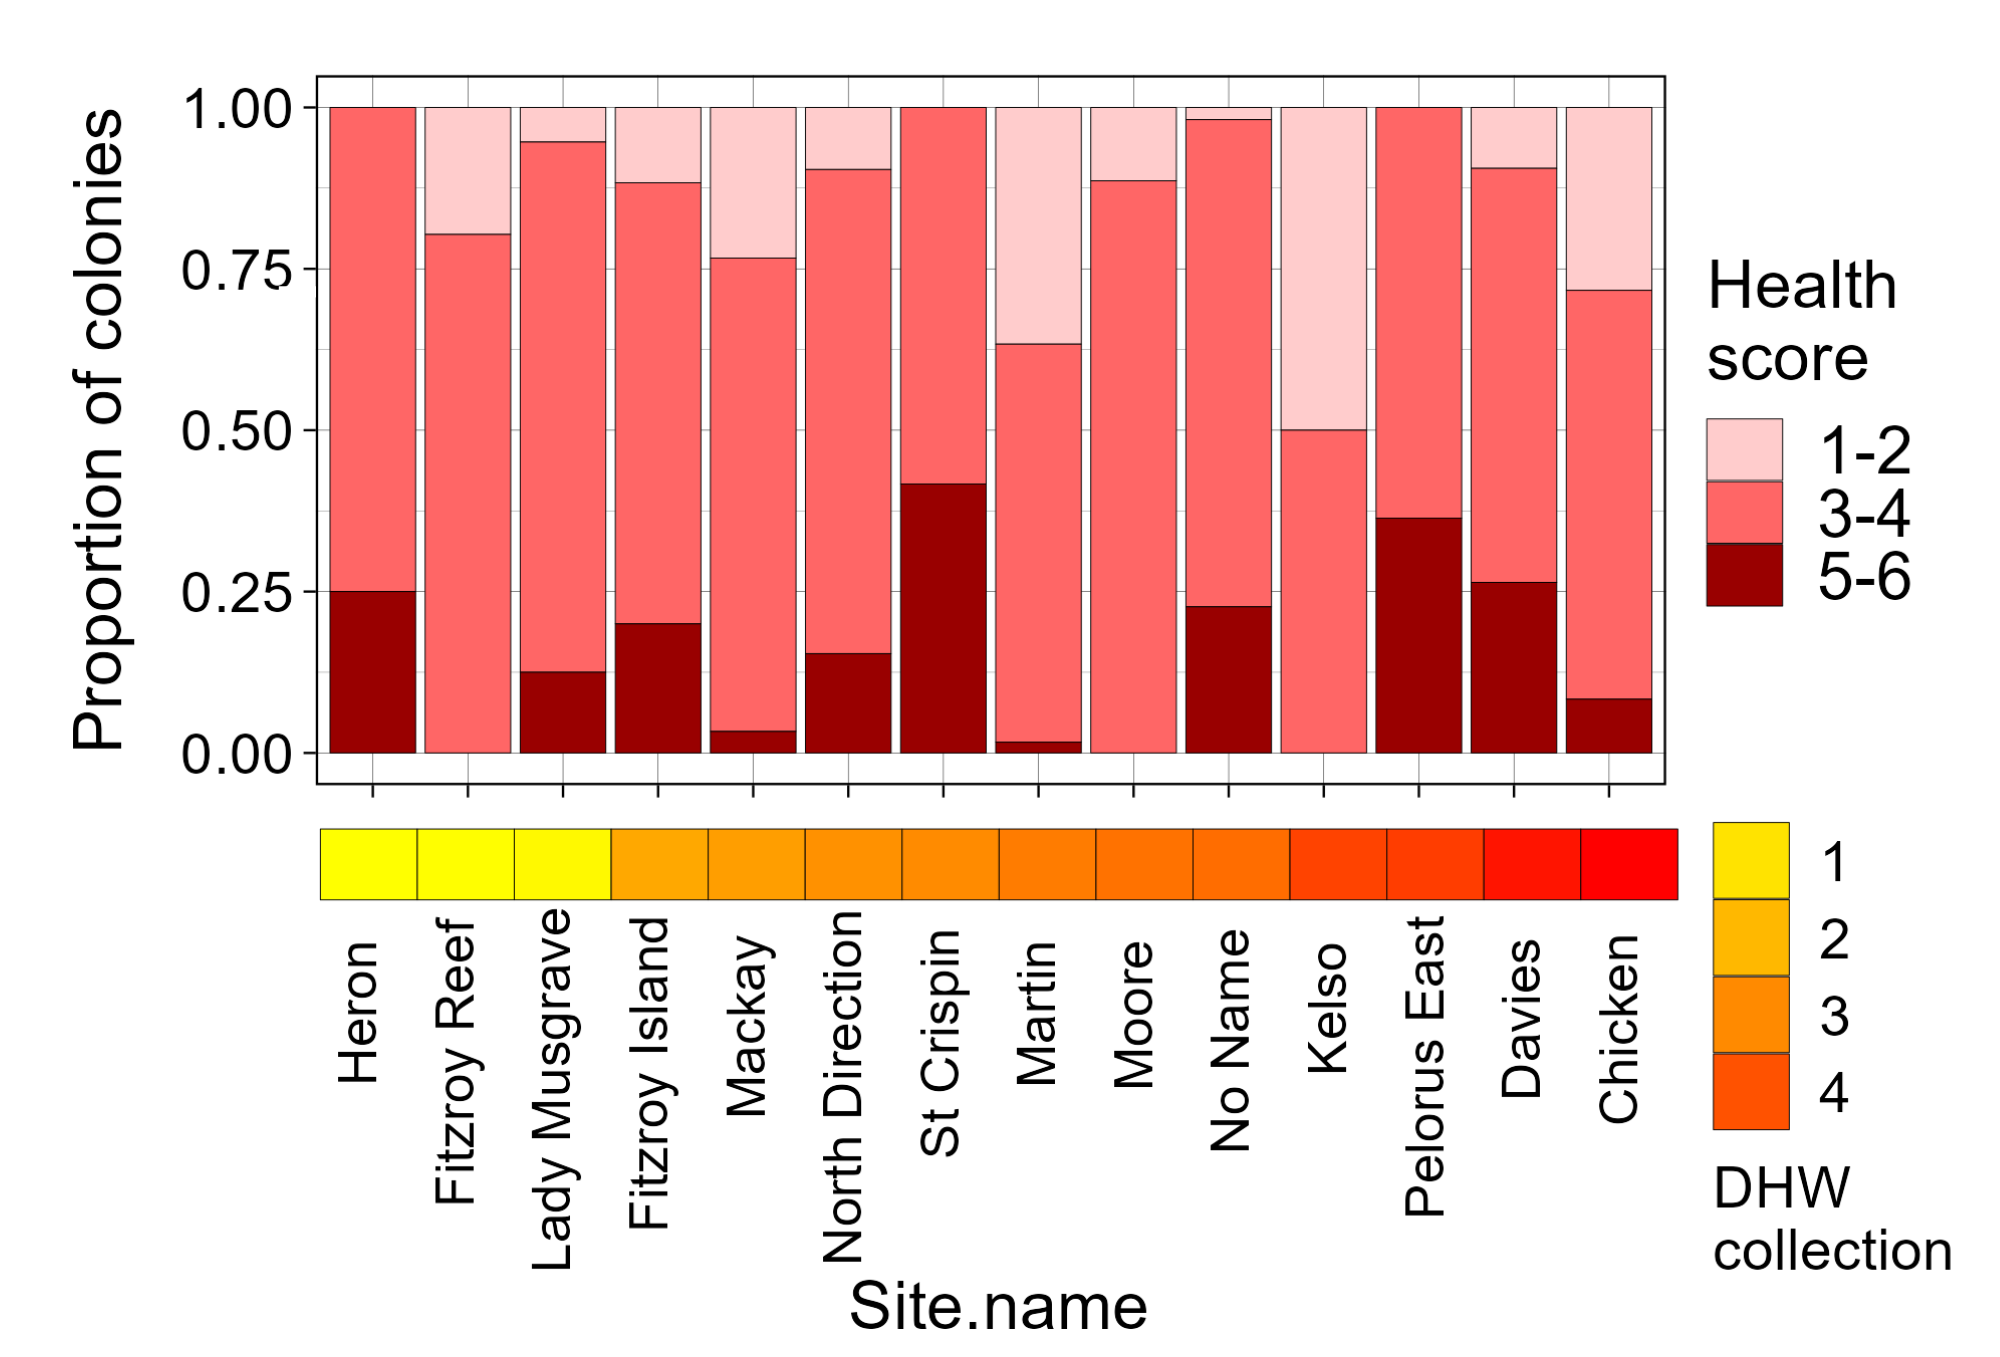 Proportion of colonies
1.00
0.75
0.50
0.25
0.00
Health
score
1-2
3-4
5-6
Heron
Fitzroy Reef
Lady Musgrave
Fitzroy Island
Mackay
North Direction
St Crispin
Martin
Moore
No Name
Kelso
Pelorus East
Davies
Chicken
Site.name
1
2
3
4
DHW
collection